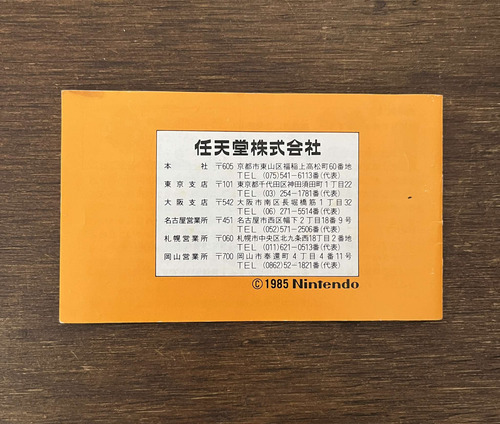 任天堂株式会社
本 社 〒605 京都市東山区福稲上高松町60番地
TEL (075)541-6113番(代表)
東京支店 〒101 東京都千代田区神田須田町1丁目22
TEL (03) 254-1781番(代表)
大阪支店 〒542 大阪市南区長堀橋筋1丁目32
TEL (06) 271-5514番(代表)
名古屋営業所 〒451 名古屋市西区幅下2丁目18番9号
TEL (052)571-2506番(代表)
札幌営業所 〒060 札幌市中央区北九条西18丁目2番地
TEL (011)621-0513番(代表)
岡山営業所 〒700 岡山市奉還町4丁目4番11号
TEL (0862)52-1821番(代表)
©1985 Nintendo